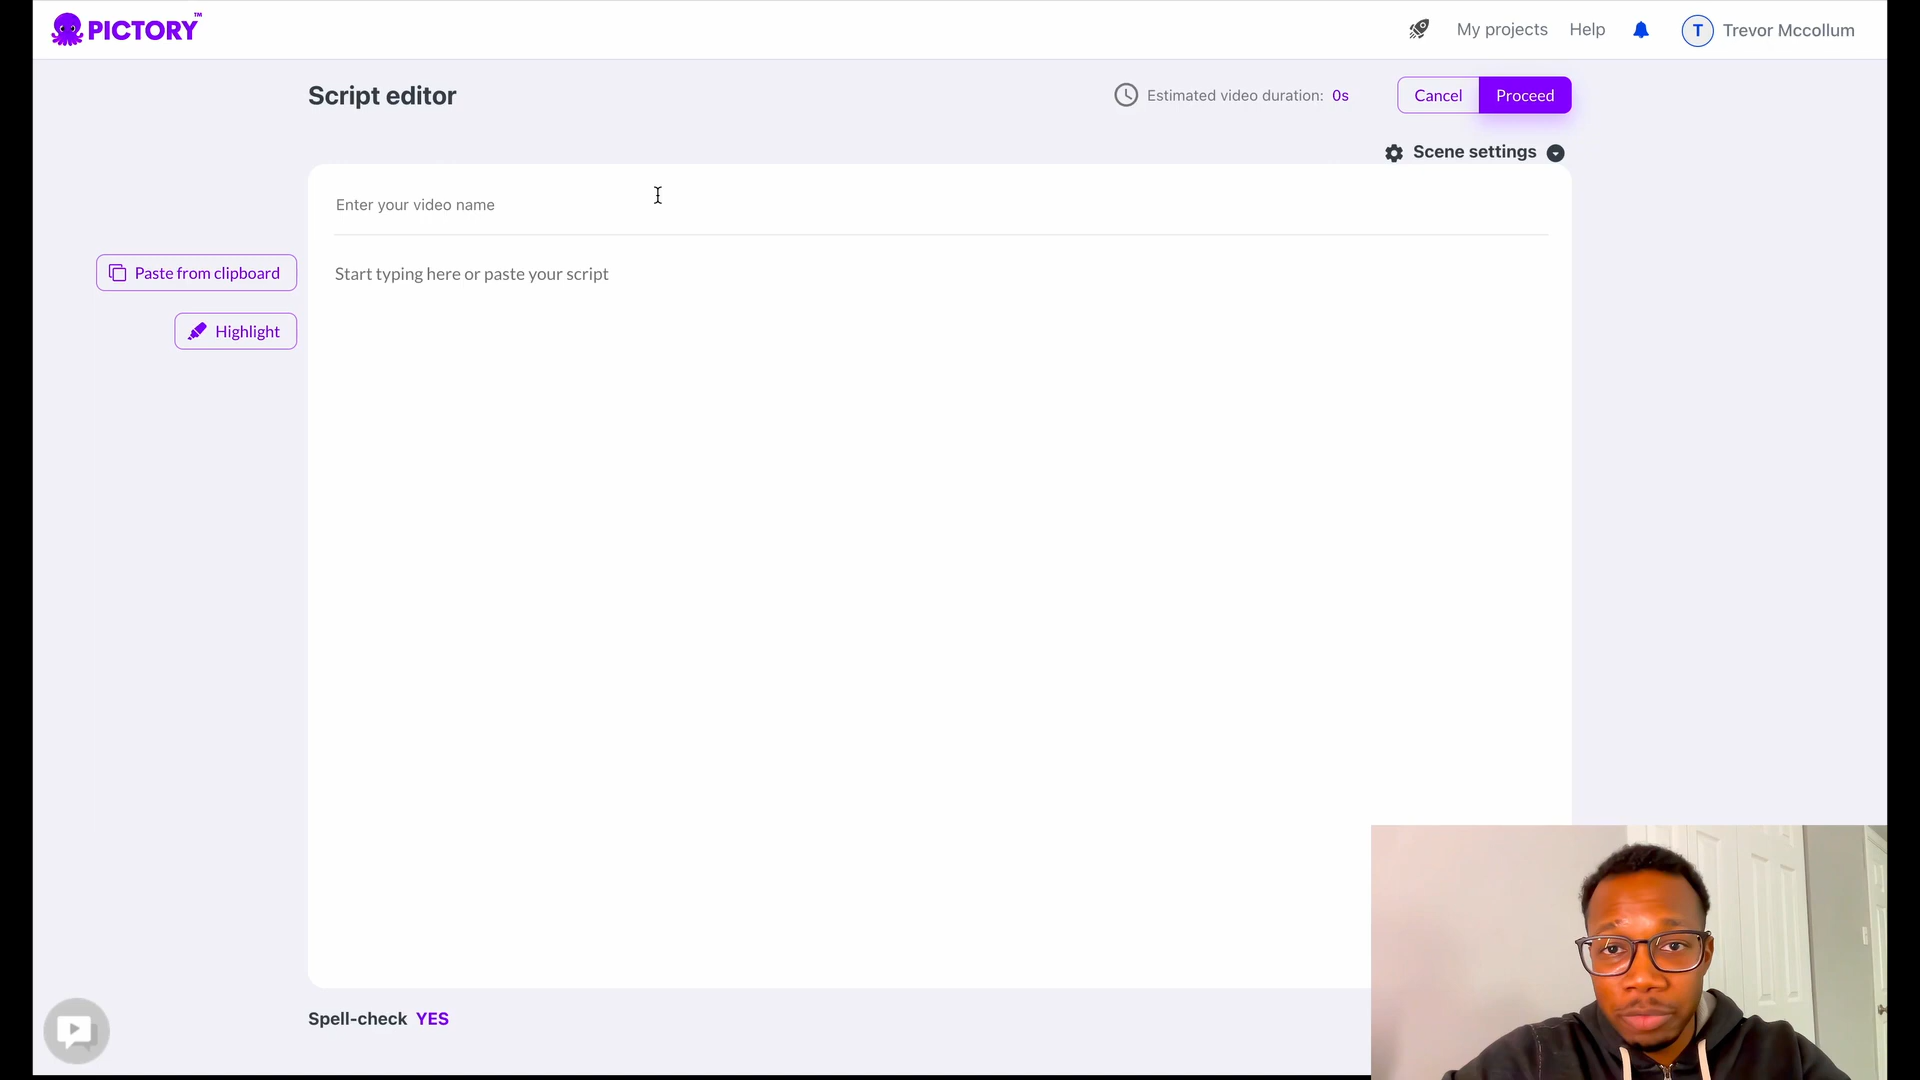 PICTORY™
My projects
Help
T
Trevor Mccollum
Script editor
Estimated video duration: 0s
Cancel
Proceed
Scene settings
Enter your video name
Paste from clipboard
Start typing here or paste your script
Highlight
Spell-check YES